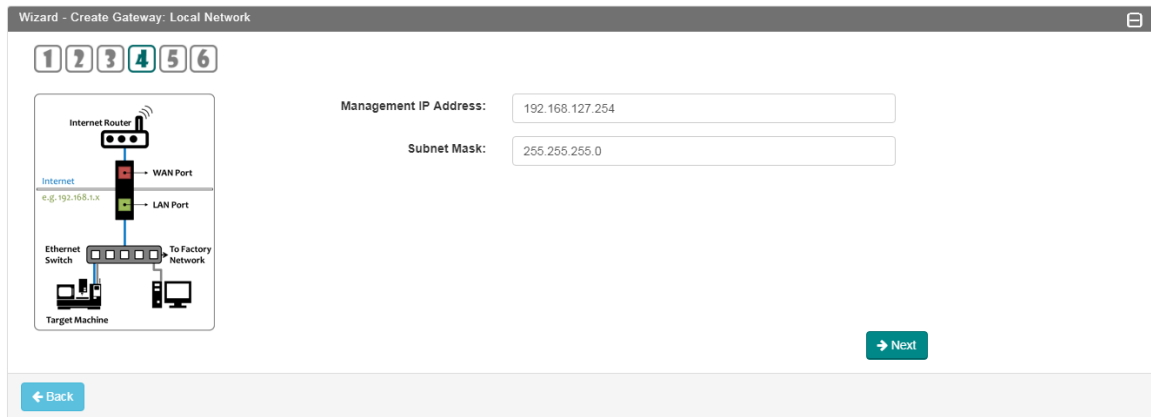 Wizard - Create Gateway: Local Network
1 2 3 4 5 6
Internet Router
WAN Port
Internet
e.g. 192.168.1.x
LAN Port
Ethernet Switch
To Factory Network
Target Machine
Management IP Address:
192.168.127.254
Subnet Mask:
255.255.255.0
Next
Back